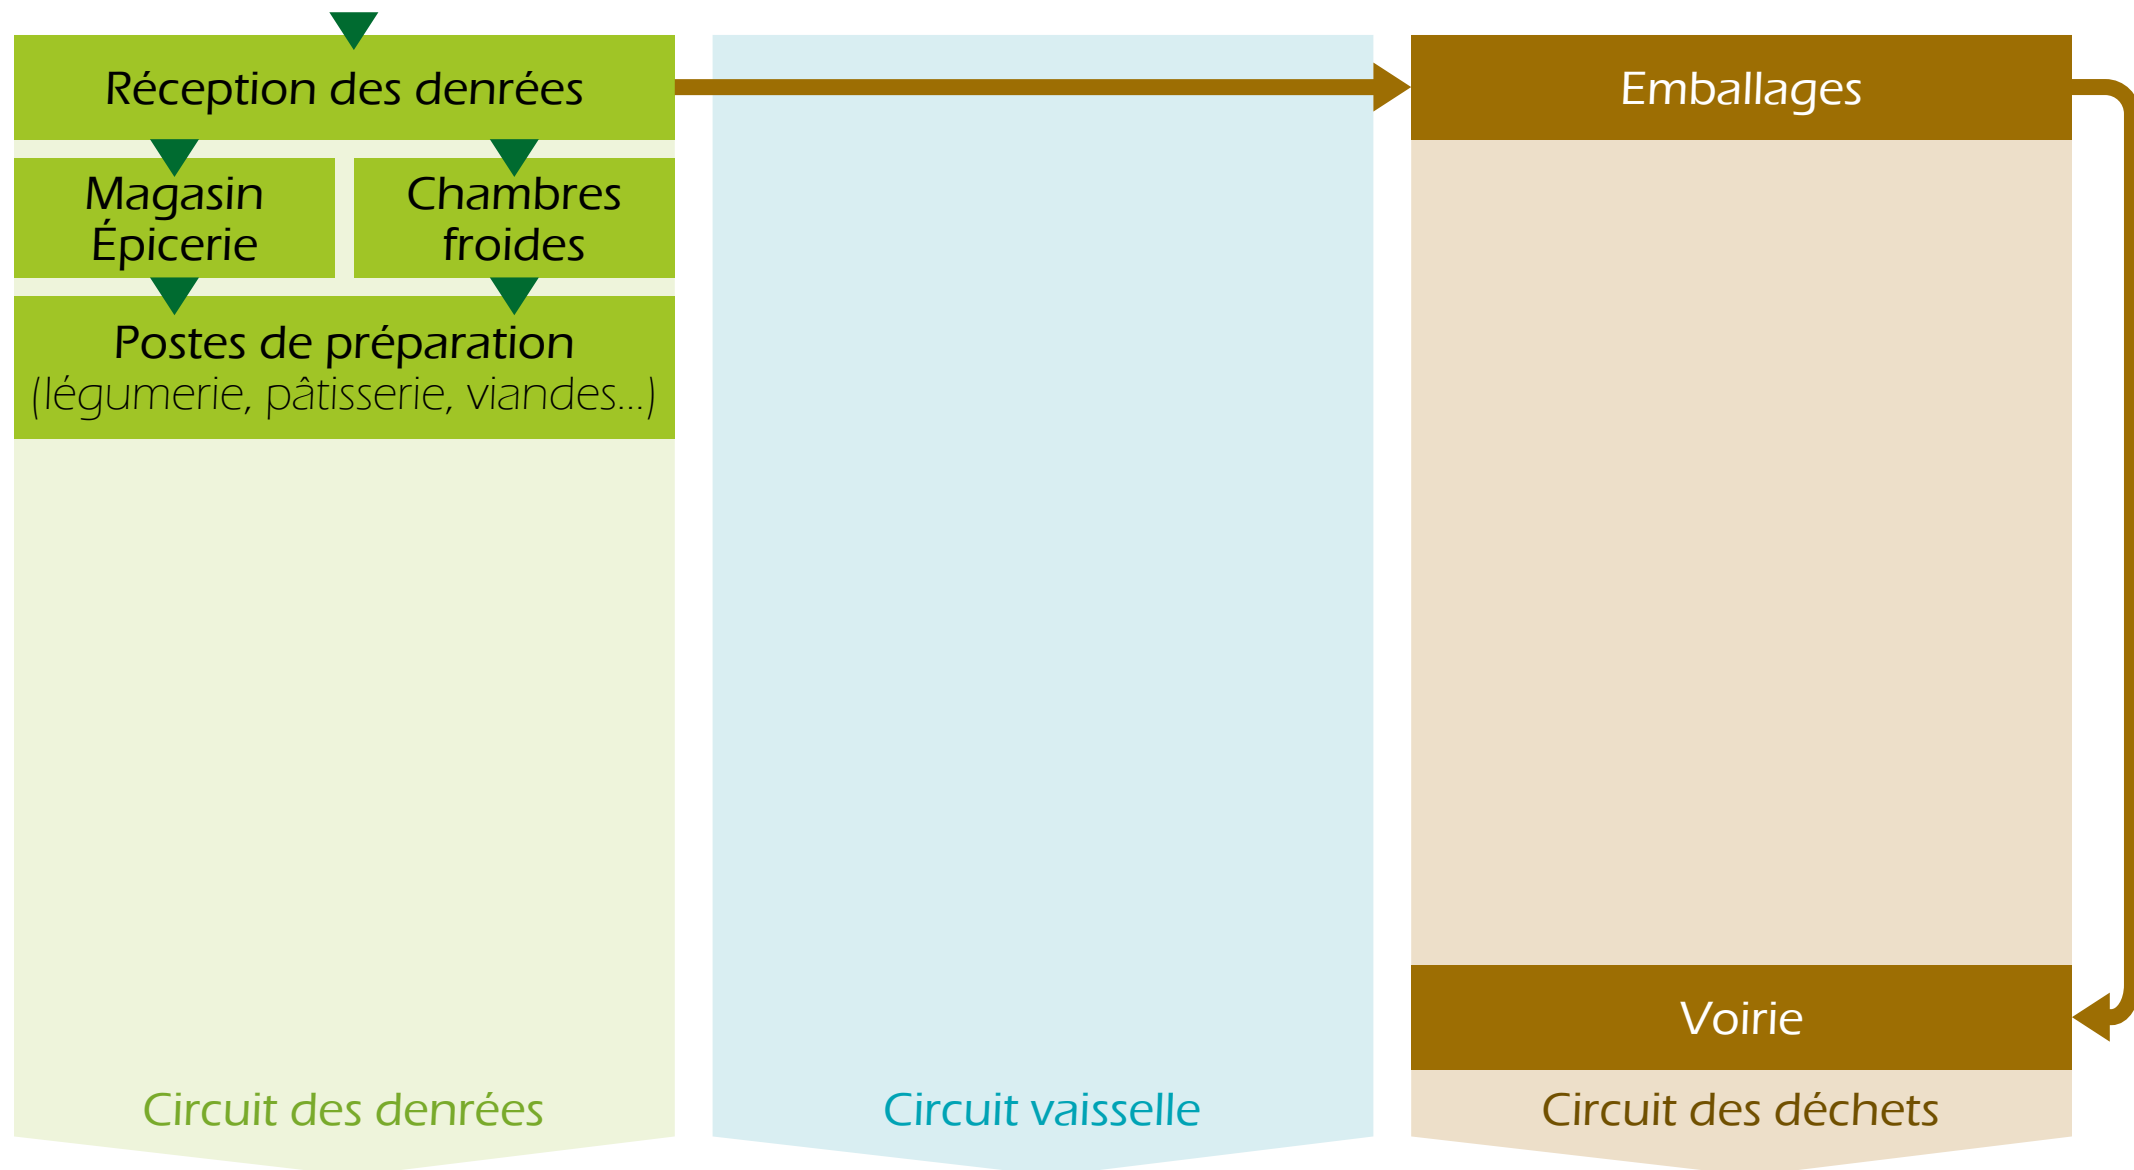 Réception des denrées
Emballages
Magasin
Épicerie
Chambres
froides
Postes de préparation
(légumerie, pâtisserie, viandes...)
Voirie
Circuit des denrées
Circuit vaisselle
Circuit des déchets